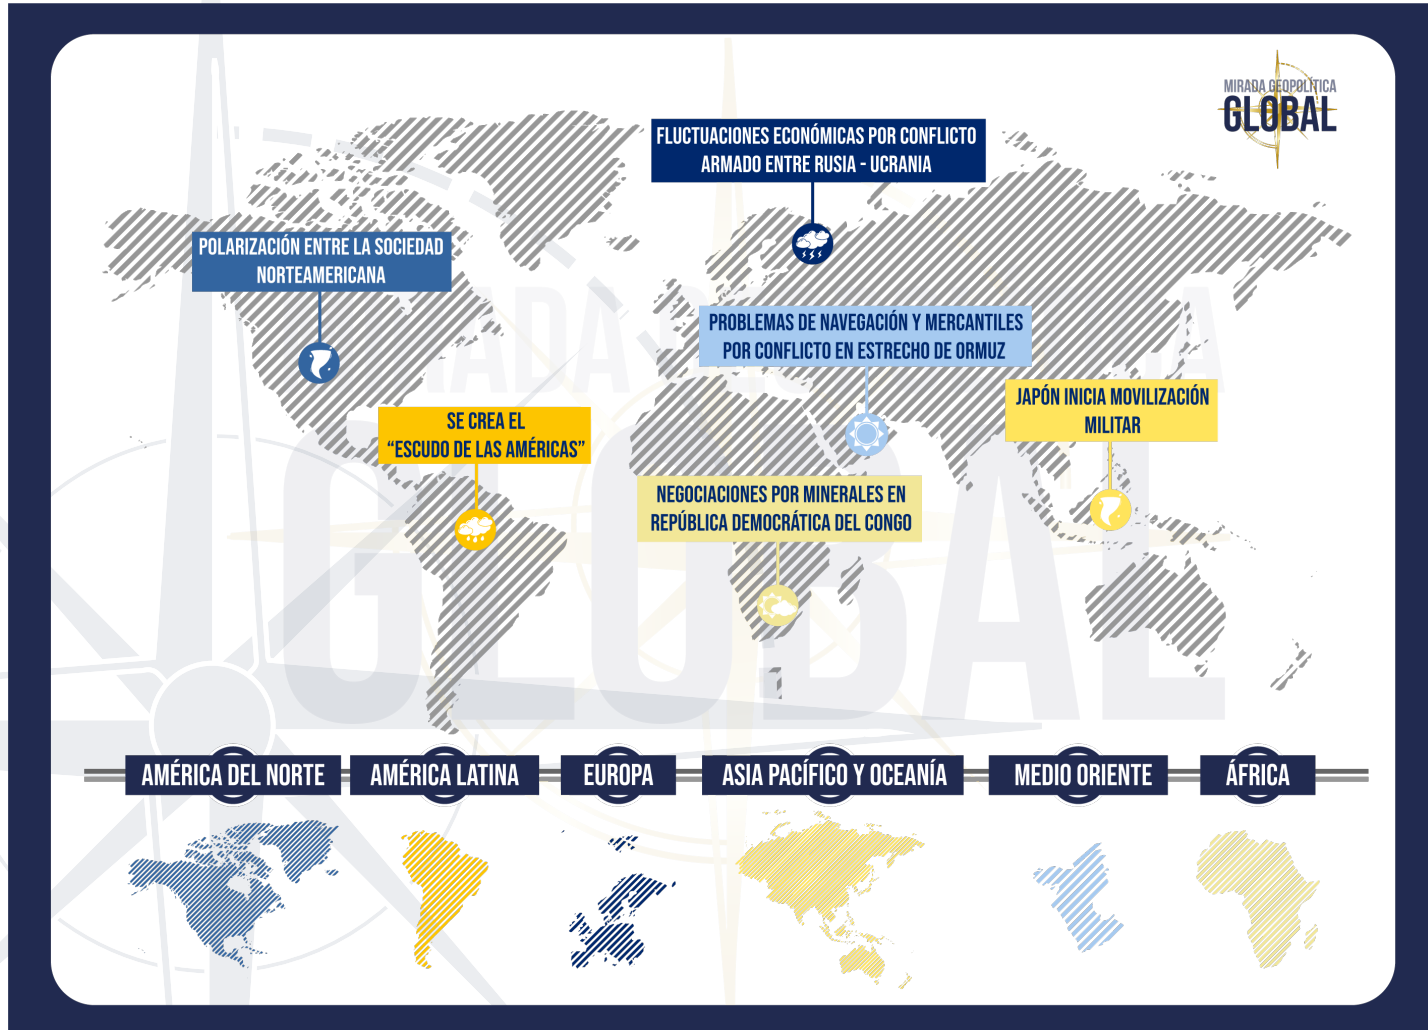 MIRADA GEOPOLÍTICA
GLOBAL
FLUCTUACIONES ECONÓMICAS POR CONFLICTO
ARMADO ENTRE RUSIA - UCRANIA
POLARIZACIÓN ENTRE LA SOCIEDAD
NORTEAMERICANA
PROBLEMAS DE NAVEGACIÓN Y MERCANTILES
POR CONFLICTO EN ESTRECHO DE ORMUZ
JAPÓN INICIA MOVILIZACIÓN
MILITAR
SE CREA EL
“ESCUDO DE LAS AMÉRICAS”
NEGOCIACIONES POR MINERALES EN
REPÚBLICA DEMOCRÁTICA DEL CONGO
GLOBAL
AMÉRICA DEL NORTE
AMÉRICA LATINA
EUROPA
ASIA PACÍFICO Y OCEANÍA
MEDIO ORIENTE
ÁFRICA